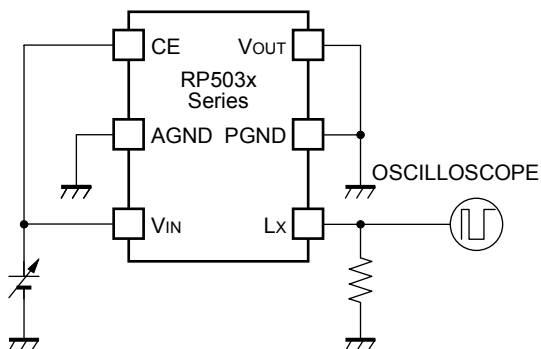 CE VOUT
RP503x
Series
AGND PGND
OSCILLOSCOPE
VIN LX